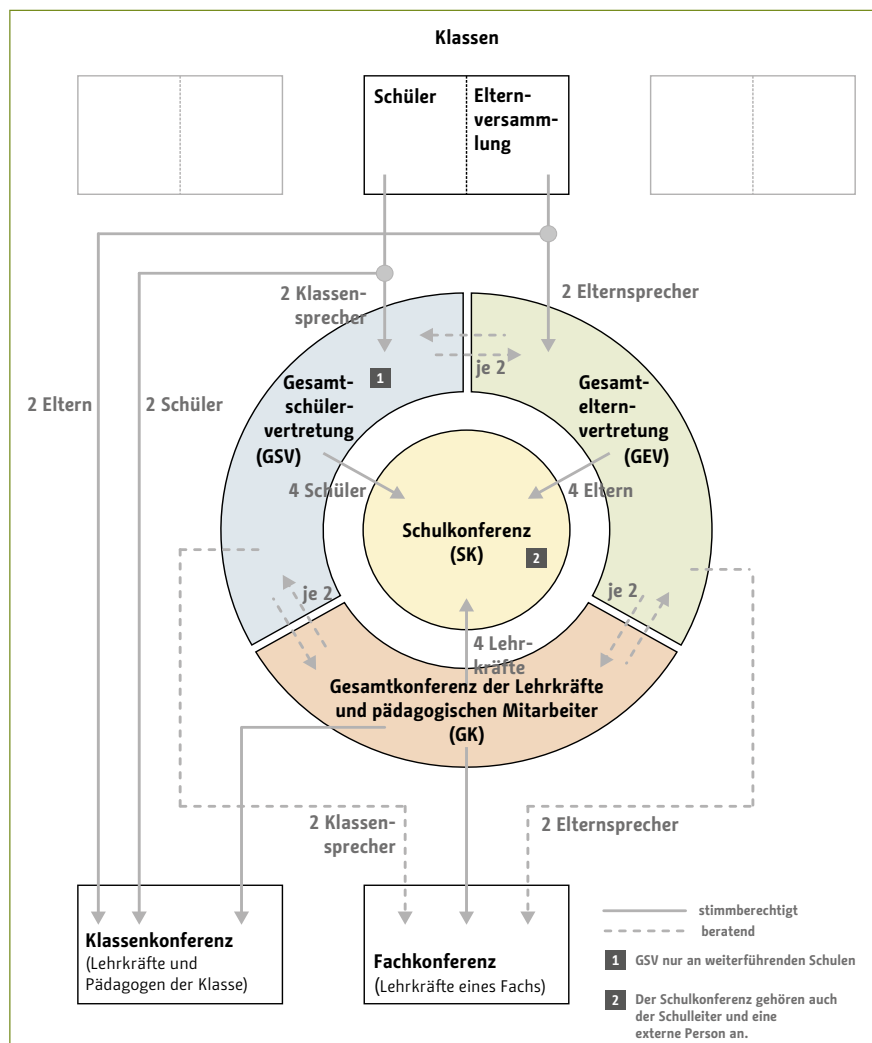 Klassen
Schüler
Eltern-
versamm-
lung
2 Klassen-
sprecher
2 Elternsprecher
je 2
1
Gesamt-
schüler-
vertretung
(GSV)
Gesamt-
eltern-
vertretung
(GEV)
2 Eltern
2 Schüler
4 Schüler
4 Eltern
Schulkonferenz
(SK)
2
je 2
je 2
4 Lehr-
kräfte
Gesamtkonferenz der Lehrkräfte
und pädagogischen Mitarbeiter
(GK)
2 Klassen-
sprecher
2 Elternsprecher
Klassenkonferenz
(Lehrkräfte und
Pädagogen der Klasse)
Fachkonferenz
(Lehrkräfte eines Fachs)
stimmberechtigt
beratend
1 GSV nur an weiterführenden Schulen
2 Der Schulkonferenz gehören auch
der Schulleiter und eine
externe Person an.